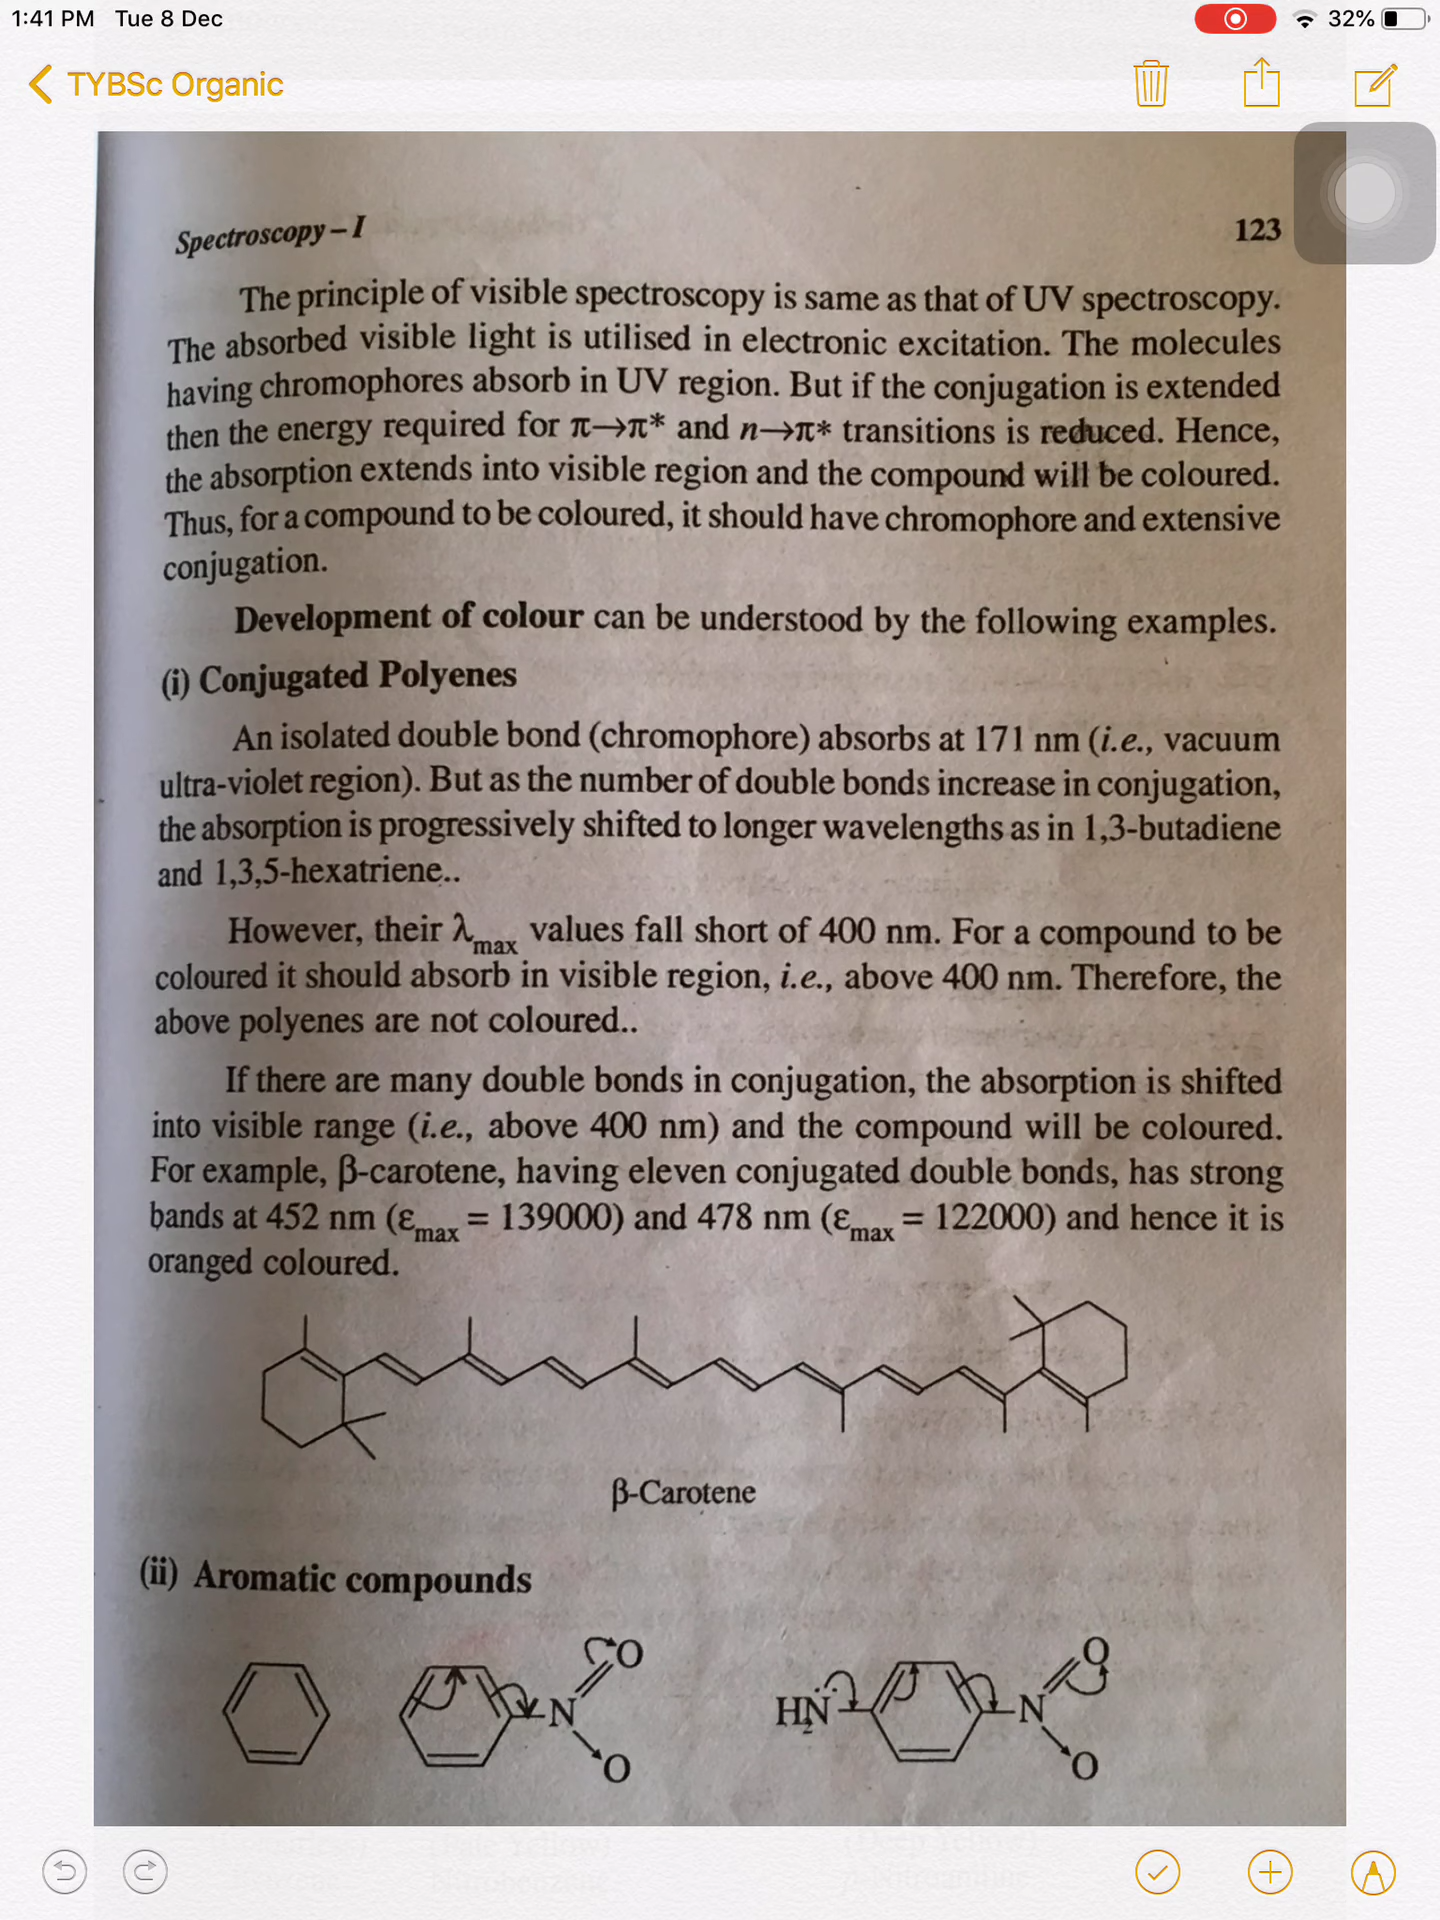 1:41 PM Tue 8 Dec
32%
TYBSc Organic
Spectroscopy – I
123
The principle of visible spectroscopy is same as that of UV spectroscopy.
The absorbed visible light is utilised in electronic excitation. The molecules
having chromophores absorb in UV region. But if the conjugation is extended
then the energy required for π→π* and n→π* transitions is reduced. Hence,
the absorption extends into visible region and the compound will be coloured.
Thus, for a compound to be coloured, it should have chromophore and extensive
conjugation.
Development of colour can be understood by the following examples.
(i) Conjugated Polyenes
An isolated double bond (chromophore) absorbs at 171 nm (i.e., vacuum
ultra-violet region). But as the number of double bonds increase in conjugation,
the absorption is progressively shifted to longer wavelengths as in 1,3-butadiene
and 1,3,5-hexatriene..
However, their λmax values fall short of 400 nm. For a compound to be
coloured it should absorb in visible region, i.e., above 400 nm. Therefore, the
above polyenes are not coloured..
If there are many double bonds in conjugation, the absorption is shifted
into visible range (i.e., above 400 nm) and the compound will be coloured.
For example, β-carotene, having eleven conjugated double bonds, has strong
bands at 452 nm (εmax = 139000) and 478 nm (εmax = 122000) and hence it is
oranged coloured.
β-Carotene
(ii) Aromatic compounds
O O
N H2N N
O O